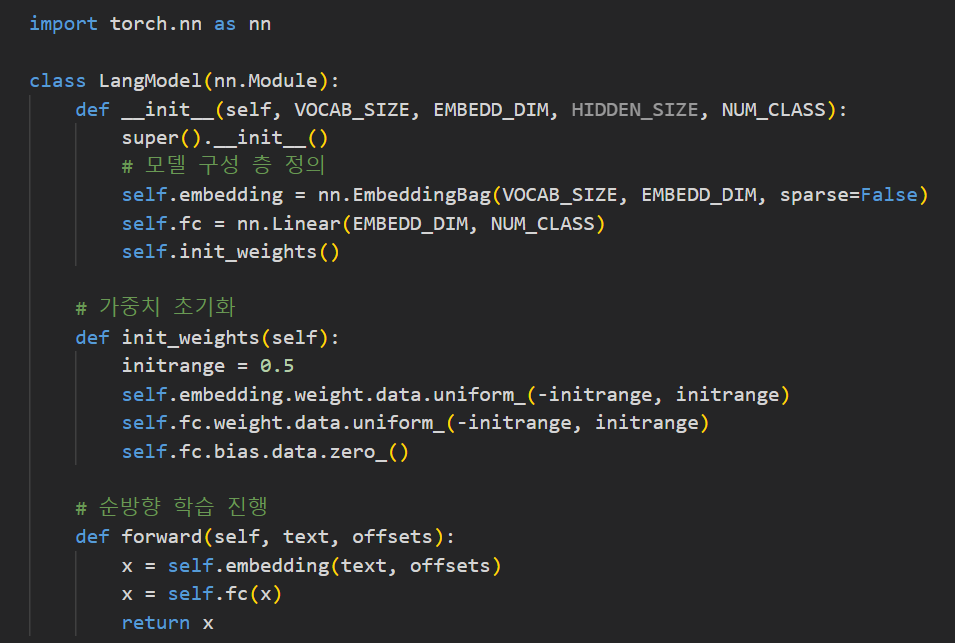 import torch.nn as nn
class LangModel(nn.Module):
def __init__(self, VOCAB_SIZE, EMBEDD_DIM, HIDDEN_SIZE, NUM_CLASS):
super().__init__()
# 모델 구성 층 정의
self.embedding = nn.EmbeddingBag(VOCAB_SIZE, EMBEDD_DIM, sparse=False)
self.fc = nn.Linear(EMBEDD_DIM, NUM_CLASS)
self.init_weights()
# 가중치 초기화
def init_weights(self):
initrange = 0.5
self.embedding.weight.data.uniform_(-initrange, initrange)
self.fc.weight.data.uniform_(-initrange, initrange)
self.fc.bias.data.zero_()
# 순방향 학습 진행
def forward(self, text, offsets):
x = self.embedding(text, offsets)
x = self.fc(x)
return x